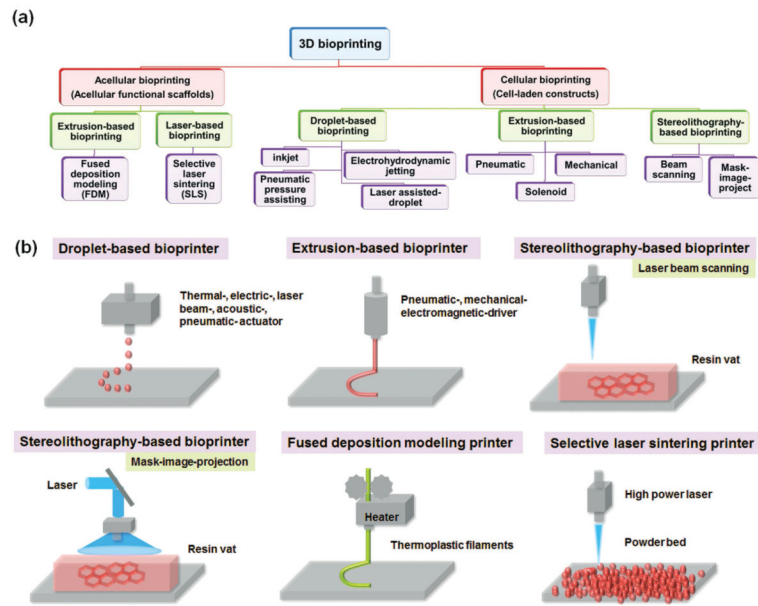 (a)
3D bioprinting
Acellular bioprinting
(Acellular functional scaffolds)
Cellular bioprinting
(Cell-laden constructs)
Extrusion-based
bioprinting
Laser-based
bioprinting
Droplet-based
bioprinting
Extrusion-based
bioprinting
Stereolithography-
based bioprinting
Fused
deposition
modeling
(FDM)
Selective
laser
sintering
(SLS)
inkjet
Electrohydrodynamic
jetting
Pneumatic
pressure
assisting
Laser assisted-
droplet
Pneumatic
Mechanical
Solenoid
Beam
scanning
Mask-
image-
project
(b)
Droplet-based bioprinter
Thermal-, electric-, laser
beam-, acoustic-,
pneumatic- actuator
Extrusion-based bioprinter
Pneumatic-, mechanical-
electromagnetic-driver
Stereolithography-based bioprinter
Laser beam scanning
Resin vat
Stereolithography-based bioprinter
Mask-image-projection
Laser
Resin vat
Fused deposition modeling printer
Heater
Thermoplastic filaments
Selective laser sintering printer
High power laser
Powder bed